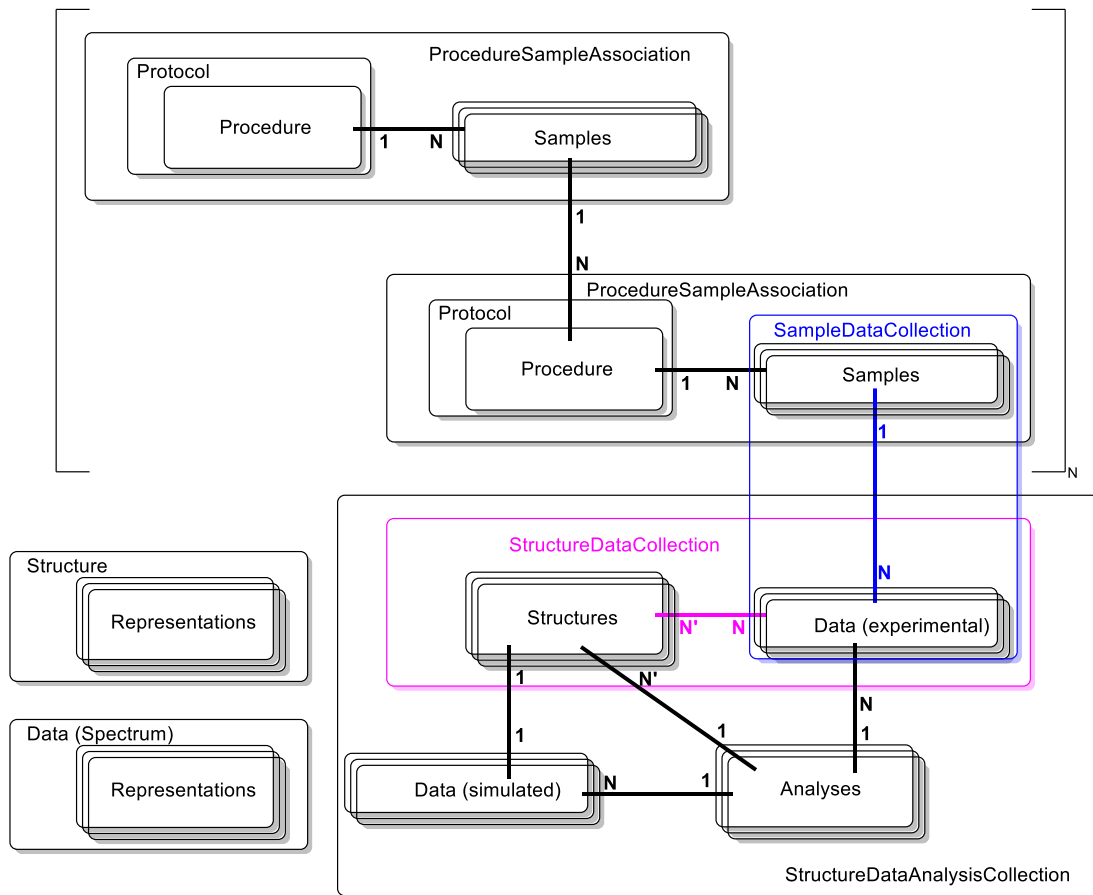 ProcedureSampleAssociation
Protocol
Procedure
1
N
Samples
1
N
ProcedureSampleAssociation
Protocol
Procedure
1
N
SampleDataCollection
Samples
1
N
N
StructureDataCollection
Structures
N'
N
Data (experimental)
Structure
Representations
1
N'
N
1
1
1
Data (Spectrum)
Representations
Data (simulated)
N
1
Analyses
StructureDataAnalysisCollection